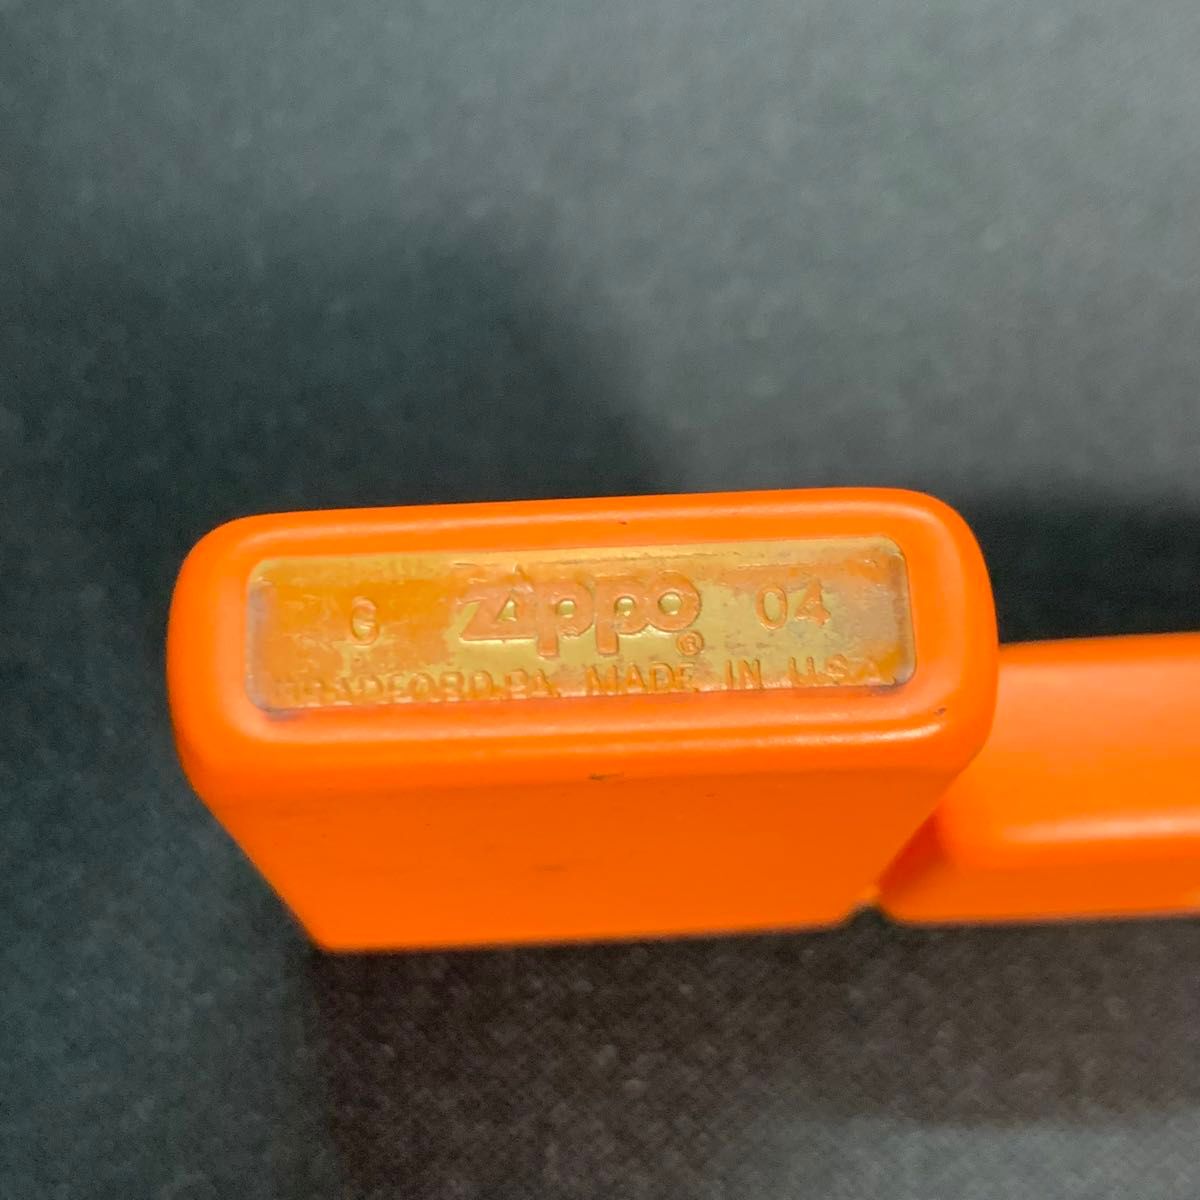 C Zippo ® 04
BRADFORD.PA. MADE IN U.S.A.